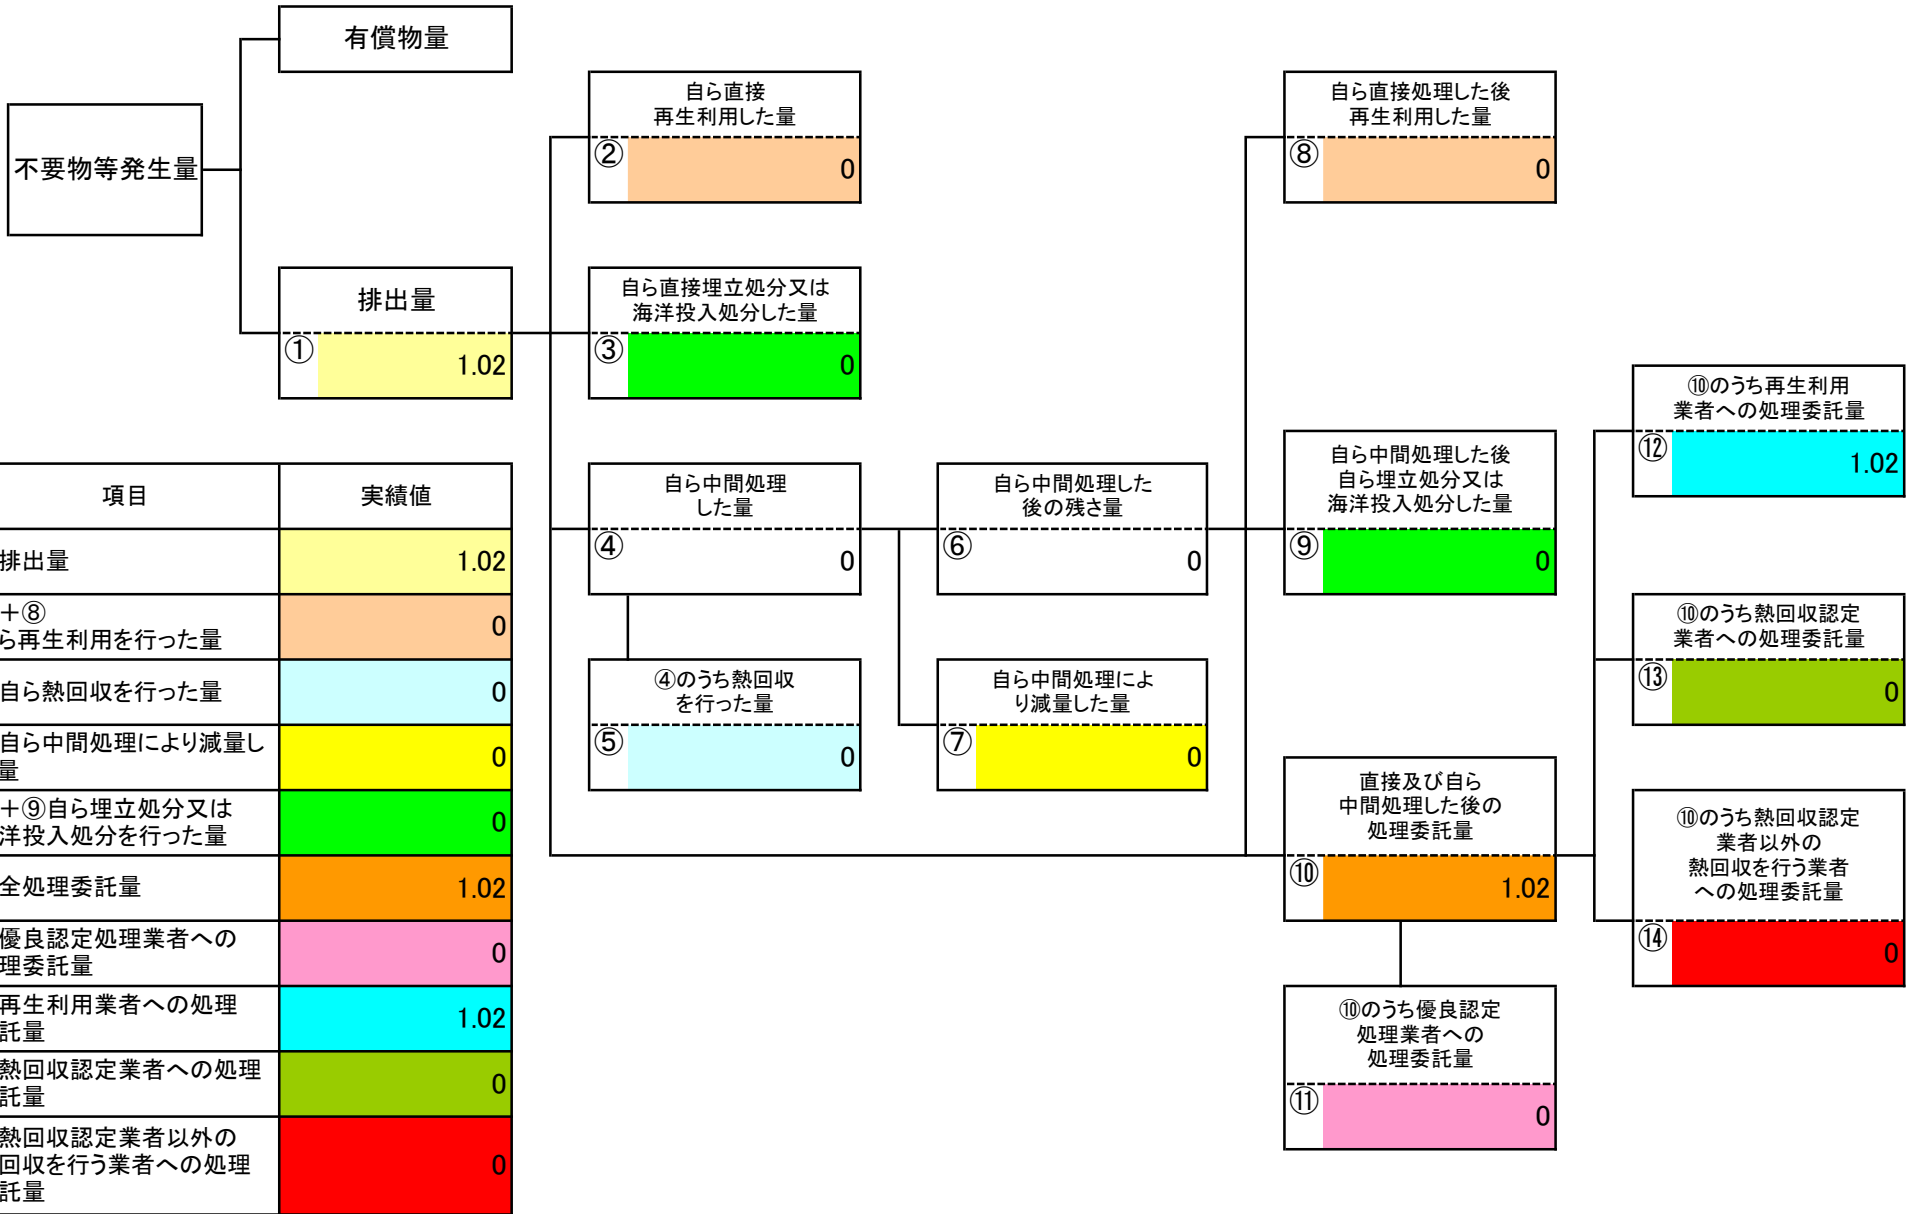 有償物量
不要物等発生量
排出量
①
1.02
自ら直接
再生利用した量
②
0
自ら直接埋立処分又は
海洋投入処分した量
③
0
自ら中間処理
した量
④
0
④のうち熱回収
を行った量
⑤
0
自ら中間処理した
後の残さ量
⑥
0
自ら中間処理によ
り減量した量
⑦
0
自ら直接処理した後
再生利用した量
⑧
0
自ら中間処理した後
自ら埋立処分又は
海洋投入処分した量
⑨
0
直接及び自ら
中間処理した後の
処理委託量
⑩
1.02
⑩のうち優良認定
処理業者への
処理委託量
⑪
0
⑩のうち再生利用
業者への処理委託量
⑫
1.02
⑩のうち熱回収認定
業者への処理委託量
⑬
0
⑩のうち熱回収認定
業者以外の
熱回収を行う業者
への処理委託量
⑭
0
項目 実績値
排出量 1.02
＋⑧
ら再生利用を行った量 0
自ら熱回収を行った量 0
自ら中間処理により減量し
量 0
＋⑨自ら埋立処分又は
洋投入処分を行った量 0
全処理委託量 1.02
優良認定処理業者への
理委託量 0
再生利用業者への処理
託量 1.02
熱回収認定業者への処理
託量 0
熱回収認定業者以外の
回収を行う業者への処理
託量 0